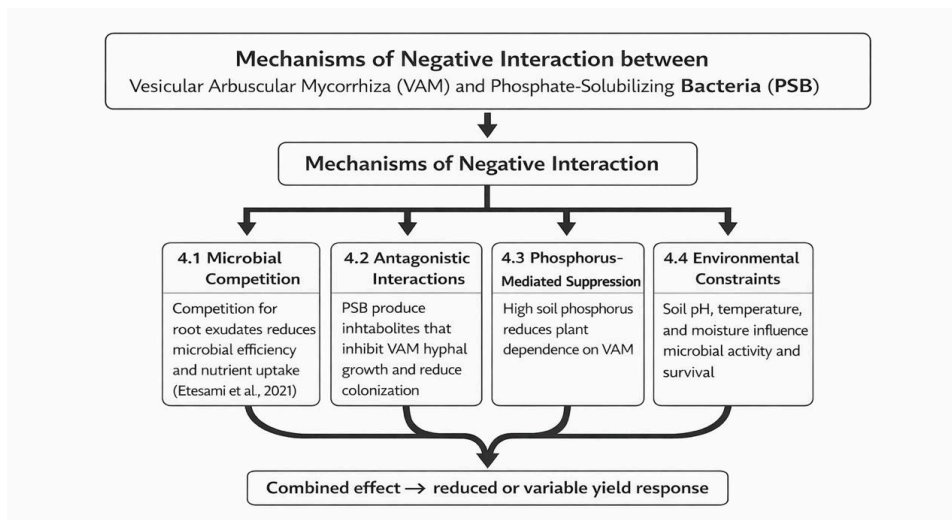 Mechanisms of Negative Interaction between
Vesicular Arbuscular Mycorrhiza (VAM) and Phosphate-Solubilizing Bacteria (PSB)
Mechanisms of Negative Interaction
4.1 Microbial
Competition
Competition for
root exudates reduces
microbial efficiency
and nutrient uptake
(Etesami et al., 2021)
4.2 Antagonistic
Interactions
PSB produce
inhtabolites that
inhibit VAM hyphal
growth and reduce
colonization
4.3 Phosphorus-
Mediated Suppression
High soil phosphorus
reduces plant
dependence on VAM
4.4 Environmental
Constraints
Soil pH, temperature,
and moisture influence
microbial activity and
survival
Combined effect → reduced or variable yield response